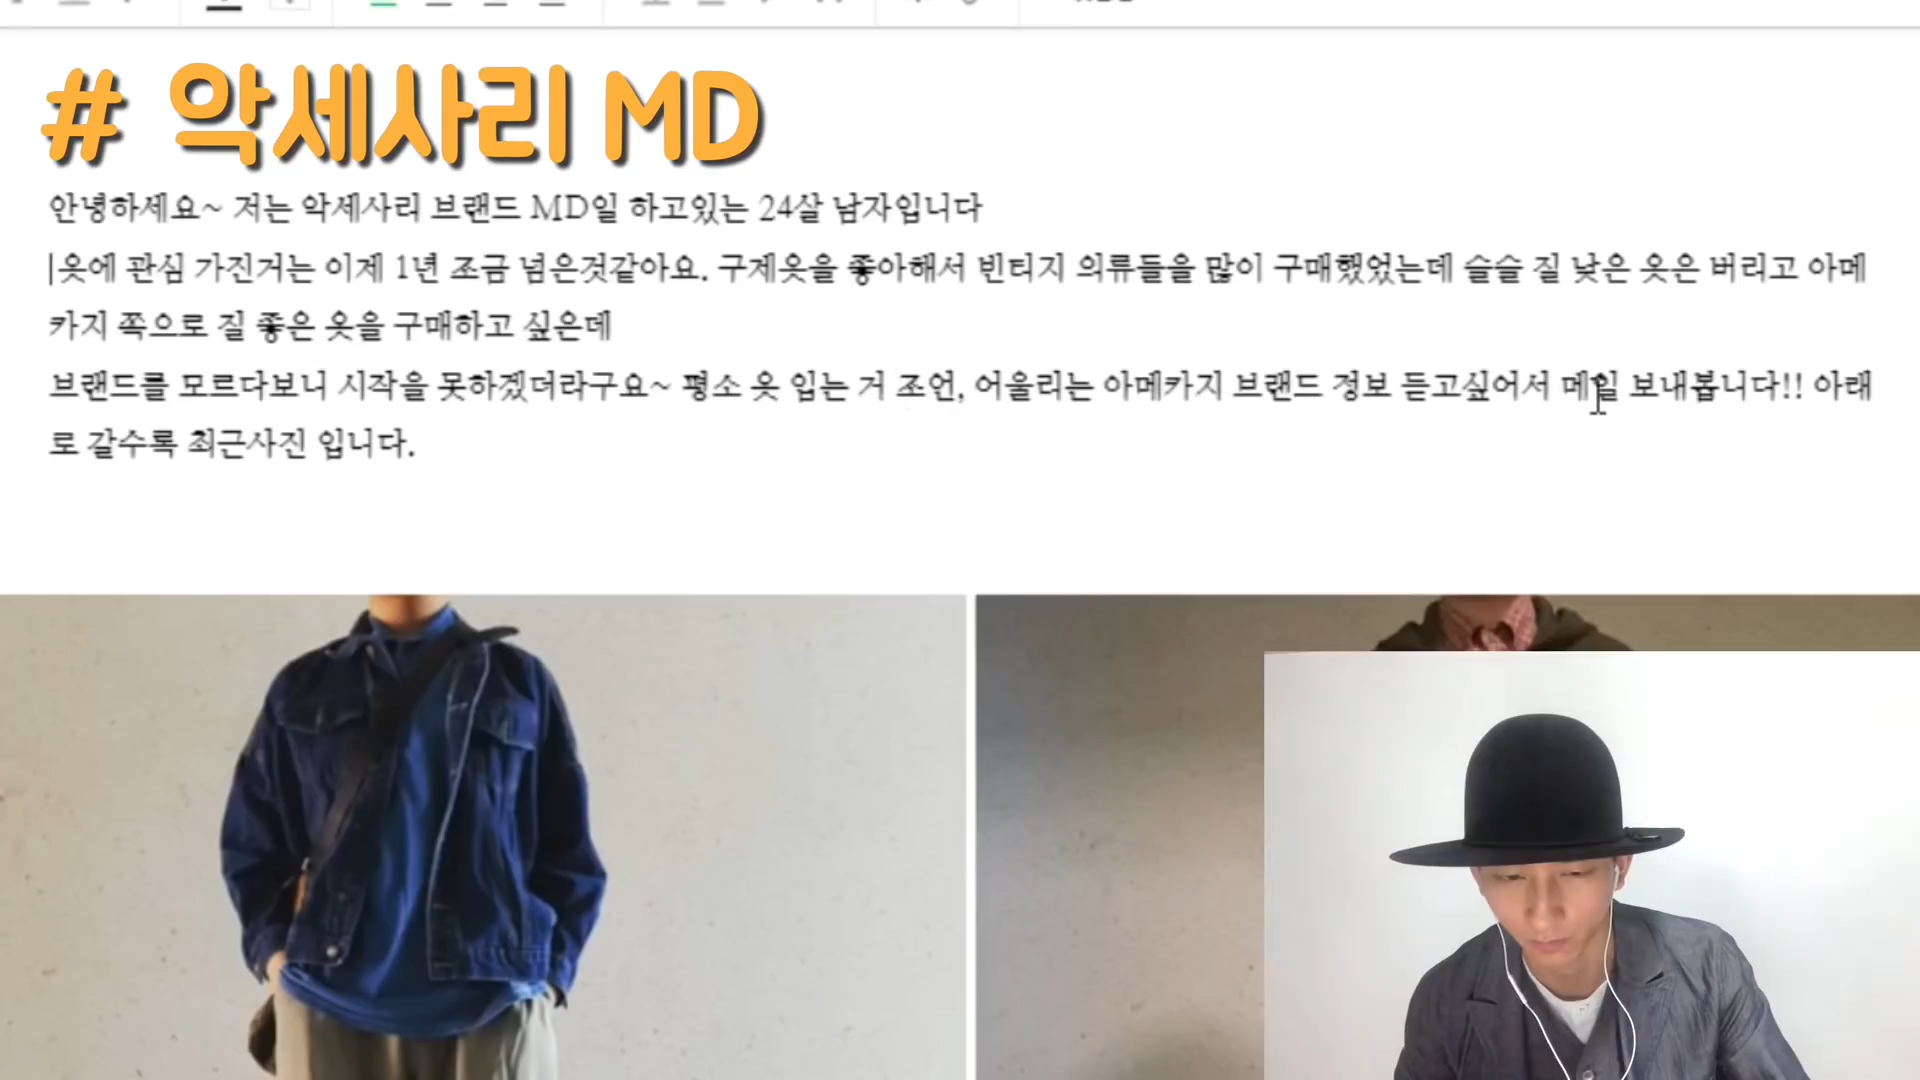 # 악세사리 MD
안녕하세요~ 저는 악세사리 브랜드 MD일 하고있는 24살 남자입니다
옷에 관심 가진거는 이제 1년 조금 넘은것같아요. 구제옷을 좋아해서 빈티지 의류들을 많이 구매했었는데 슬슬 질 낮은 옷은 버리고 아메
카지 쪽으로 질 좋은 옷을 구매하고 싶은데
브랜드를 모르다보니 시작을 못하겠더라구요~ 평소 옷 입는 거 조언, 어울리는 아메카지 브랜드 정보 듣고싶어서 메일 보내봅니다!! 아래
로 갈수록 최근사진 입니다.